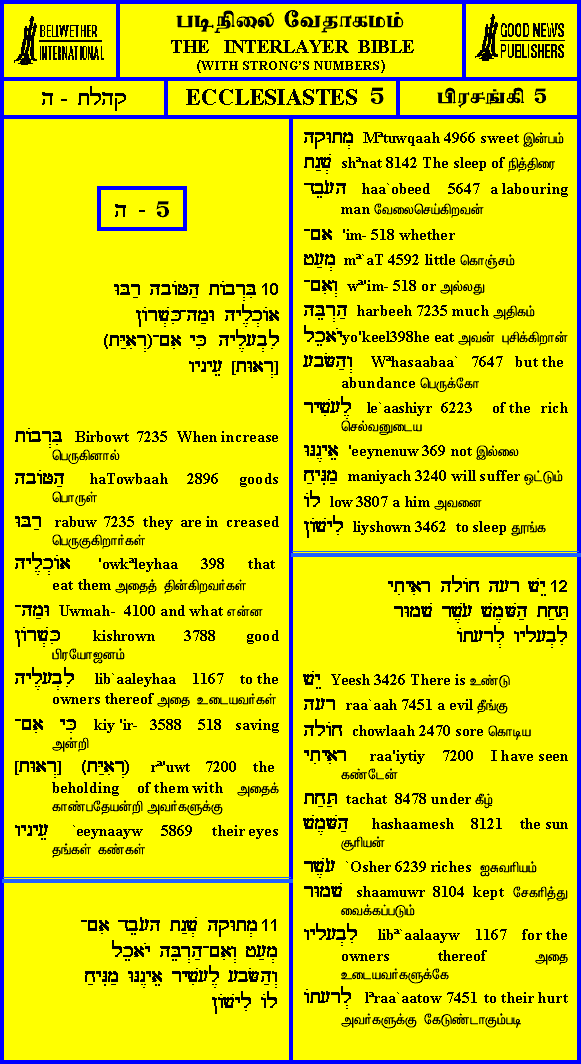 BELLWETHER
INTERNATIONAL
படிநிலை வேதாகமம்
THE INTERLAYER BIBLE
(WITH STRONG'S NUMBERS)
GOOD NEWS
PUBLISHERS
קהלת - ה
ECCLESIASTES 5
பிரசங்கி 5
ה - 5
10 בִּרְבוֹת הַטּוֹבָה רַבּוּ
אוֹכְלֶיהָ וּמַה־כִּשְׁרוֹן
לִבְעָלֶיהָ כִּי אִם־(רְאִיַּת)
[רְאוּת] עֵינָיו
בִּרְבוֹת Birbowt 7235 When increase
பெருகினால்
הַטּוֹבָה haTowbaah 2896 goods
பொருள்
רַבּוּ rabuw 7235 they are in creased
பெருகுகிறார்கள்
אוֹכְלֶיהָ 'owkªleyhaa 398 that
eat them அதைத் தின்கிறவர்கள்
וּמַה־ Uwmah- 4100 and what என்ன
כִּשְׁרוֹן kishrown 3788 good
பிரயோஜனம்
לִבְעָלֶיהָ lib`aaleyhaa 1167 to the
owners thereof அதை உடையவர்கள்
כִּי אִם־ kiy 'ir- 3588 518 saving
அன்றி
[רְאוּת] (רְאִיַּת) rª'uwt 7200 the
beholding of them with அதைக்
காண்பதேயன்றி அவர்களுக்கு
עֵינָיו `eeynaayw 5869 their eyes
தங்கள் கண்கள்
11 מְתוּקָה שְׁנַת הָעֹבֵד אִם־
מְעַט וְאִם־הַרְבֵּה יֹאכֵל
וְהַשָּׂבָע לֶעָשִׁיר אֵינֶנּוּ מַנִּיחַ
לוֹ לִישׁוֹן
מְתוּקָה Mªtuwqaah 4966 sweet இன்பம்
שְׁנַת shªnat 8142 The sleep of நித்திரை
הָעֹבֵד haa`obeed 5647 a labouring
man வேலைசெய்கிறவன்
אִם־ 'im- 518 whether
מְעַט mª`aT 4592 little கொஞ்சம்
וְאִם־ wª'im- 518 or அல்லது
הַרְבֵּה harbeeh 7235 much அதிகம்
יֹאכֵל yo'keel398he eat அவன் புசிக்கிறான்
וְהַשָּׂבָע Wªhasaabaa` 7647 but the
abundance பெருக்கோ
לֶעָשִׁיר le`aashiyr 6223 of the rich
செல்வனுடைய
אֵינֶנּוּ 'eeynenuw 369 not இல்லை
מַנִּיחַ maniyach 3240 will suffer ஒட்டும்
לוֹ low 3807 a him அவனை
לִישׁוֹן liyshown 3462 to sleep தூங்க
12 יֵשׁ רָעָה חוֹלָה רָאִיתִי
תַּחַת הַשָּׁמֶשׁ עֹשֶׁר שָׁמוּר
לִבְעָלָיו לְרָעָתוֹ
יֵשׁ Yeesh 3426 There is உண்டு
רָעָה raa`aah 7451 a evil தீங்கு
חוֹלָה chowlaah 2470 sore கொடிய
רָאִיתִי raa'iytiy 7200 I have seen
கண்டேன்
תַּחַת tachat 8478 under கீழ்
הַשָּׁמֶשׁ hashaamesh 8121 the sun
சூரியன்
עֹשֶׁר `Osher 6239 riches ஐசுவரியம்
שָׁמוּר shaamuwr 8104 kept சேகரித்து
வைக்கப்படும்
לִבְעָלָיו libª`aalaayw 1167 for the
owners thereof அதை
உடையவர்களுக்கே
לְרָעָתוֹ lªraa`aatow 7451 to their hurt
அவர்களுக்கு கேடுண்டாகும்படி